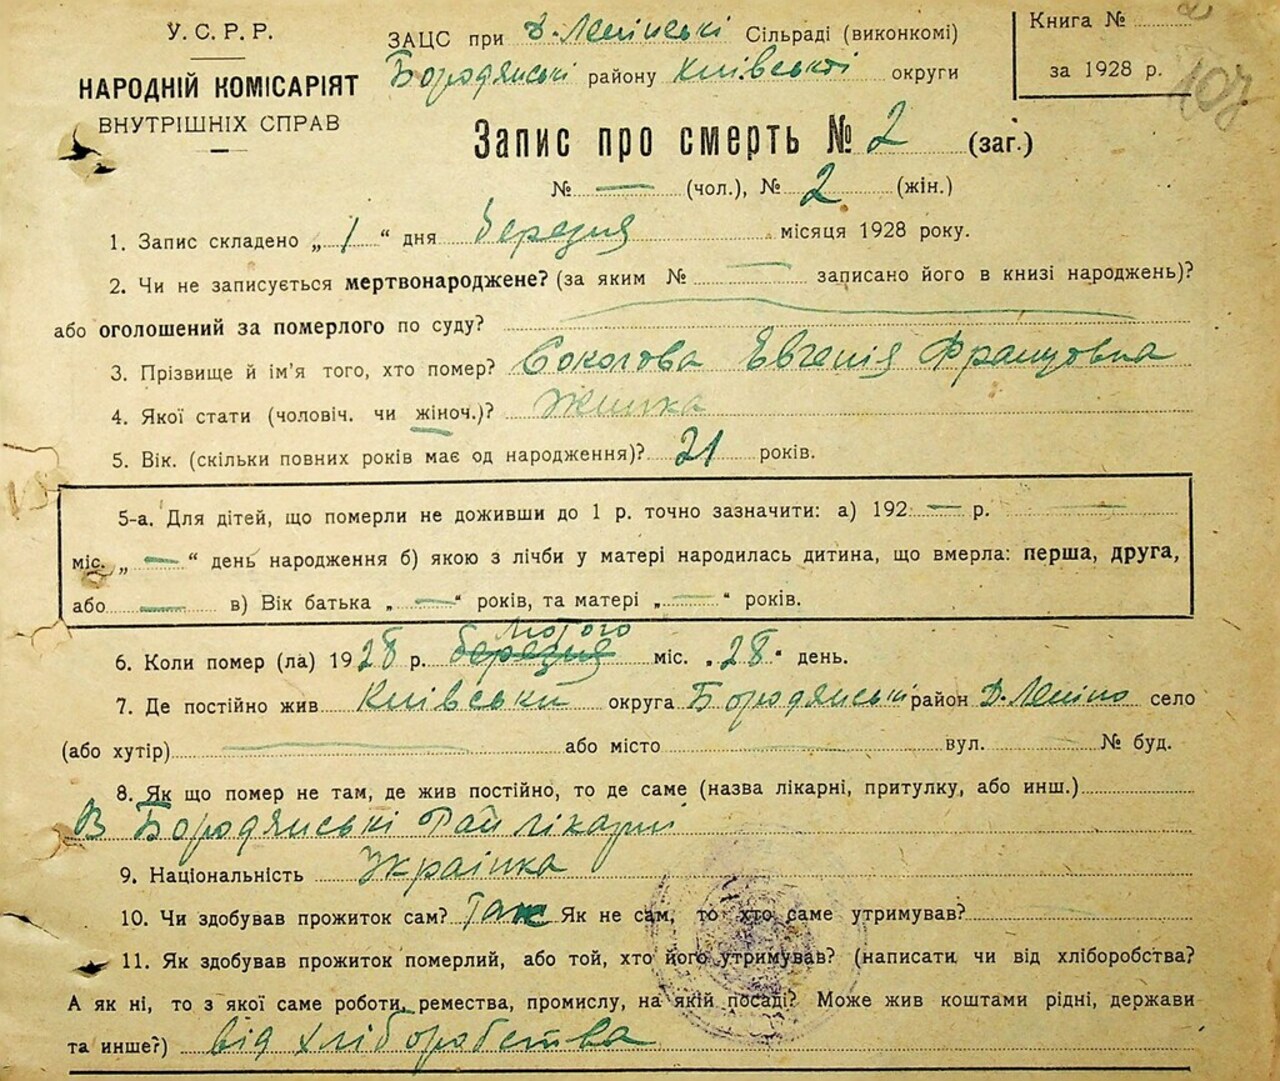 У. С. Р. Р.
НАРОДНІЙ КОМІСАРІЯТ
ВНУТРІШНІХ СПРАВ
ЗАЦС при Д-Ленінські Сільраді (виконкомі)
Бородянські району Київські округи
Книга № 2
за 1928 р.
107
Запис про смерть № 2 (заг.)
№ — (чол.), № 2 (жін.)
1. Запис складено „ 1 “ дня березня місяця 1928 року.
2. Чи не записується мертвонароджене? (за яким № — записано його в книзі народжень)?
або оголошений за померлого по суду? —
3. Прізвище й ім'я того, хто помер? Соколова Евгенія Францовна
4. Якої стати (чоловіч. чи жіноч.)? Жинка
5. Вік. (скільки повних років має од народження)? 21 років.
5-а. Для дітей, що померли не доживши до 1 р. точно зазначити: а) 192 — р. —
міс. „ — “ день народження б) якою з лічби у матері народилась дитина, що вмерла: перша, друга,
або — в) Вік батька „ — “ років, та матері „ — “ років.
лютого
6. Коли помер (ла) 1928 р. березня міс. „ 28 “ день.
7. Де постійно жив Київськи округа Бородянські район Д-Леніно село
(або хутір) — або місто — вул. — № буд.
8. Як що помер не там, де жив постійно, то де саме (назва лікарні, притулку, або инш.)
В Бородянські Райлікарні
9. Національність Украінка
10. Чи здобував прожиток сам? Так Як не сам, то хто саме утримував? —
11. Як здобував прожиток померлий, або той, хто його утримував? (написати чи від хліборобства?
А як ні, то з якої саме роботи, ремества, промислу, на якій посаді? Може жив коштами рідні, держави
та инше?) від хліборобства